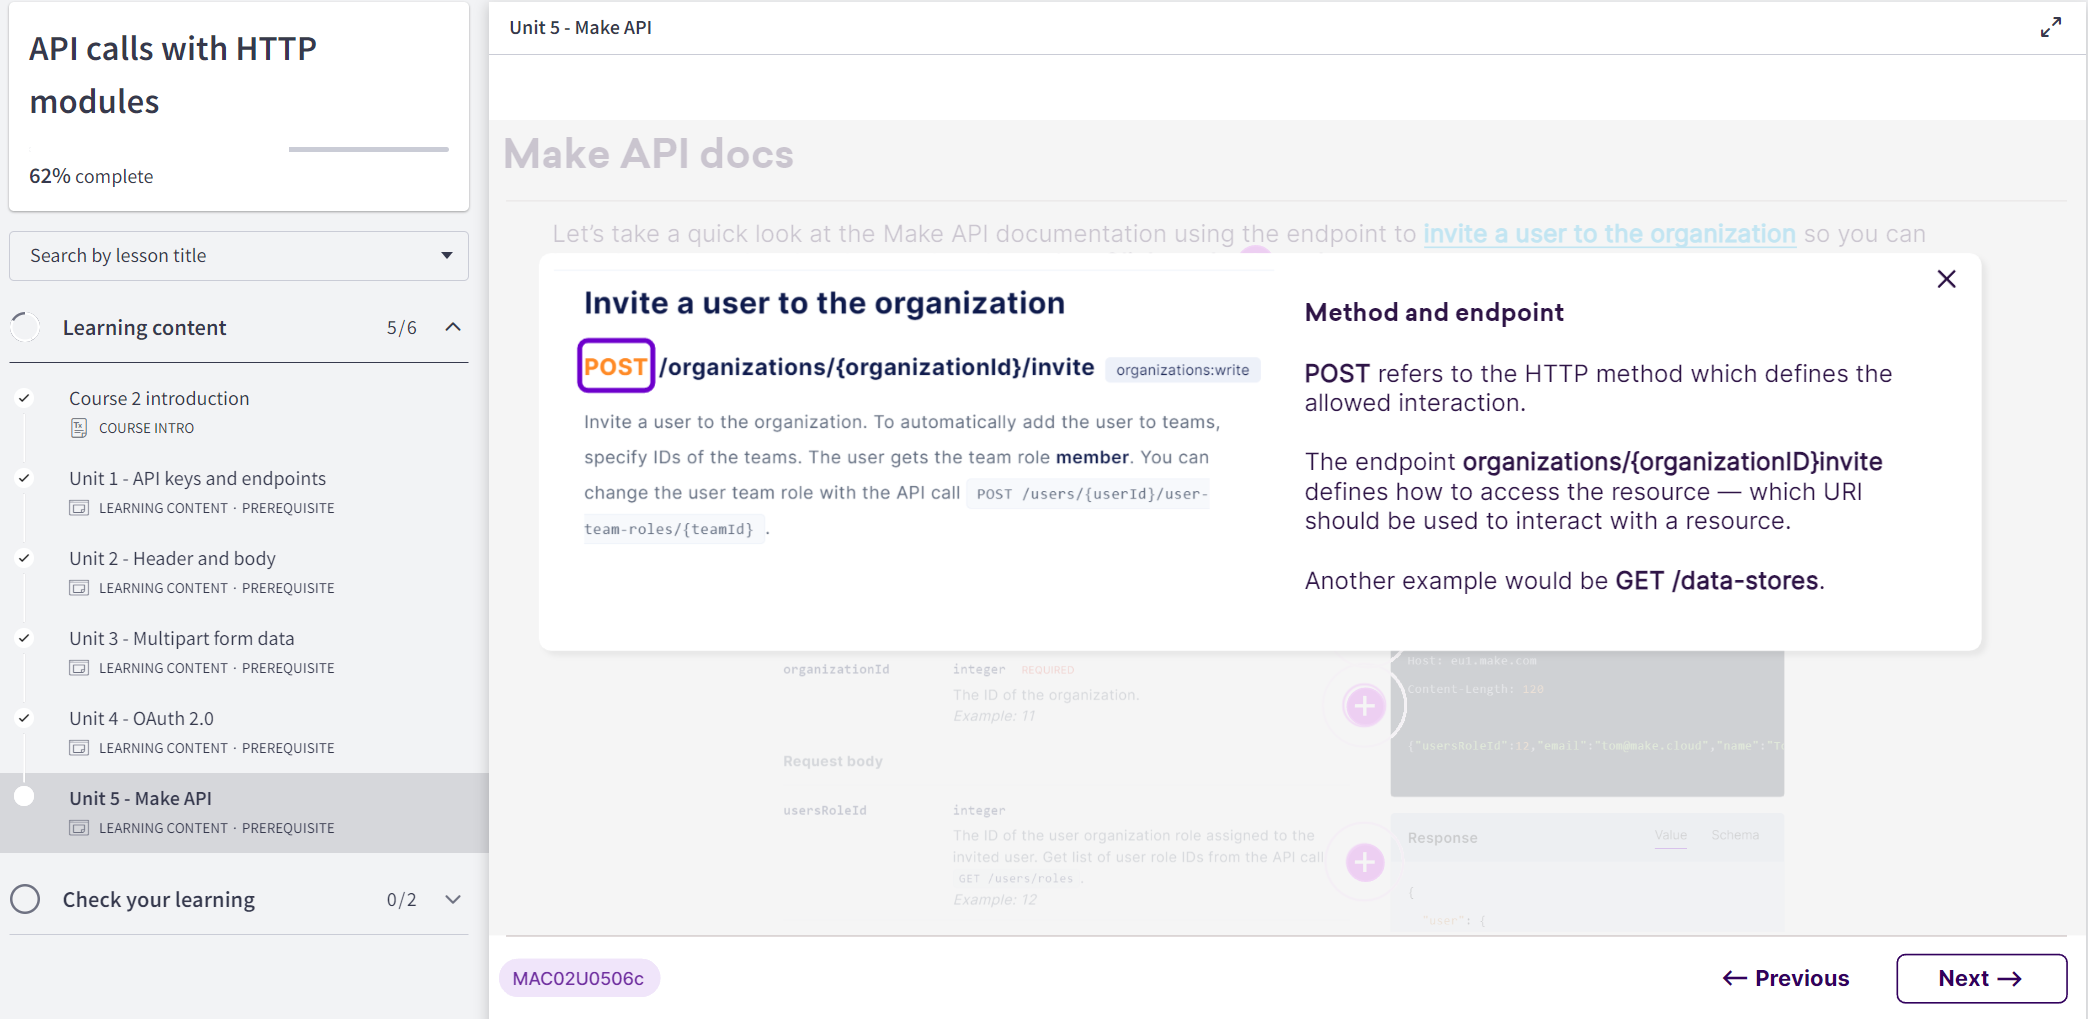 API calls with HTTP
modules
62% complete
Search by lesson title
Learning content 5/6
Course 2 introduction
COURSE INTRO
Unit 1 - API keys and endpoints
LEARNING CONTENT · PREREQUISITE
Unit 2 - Header and body
LEARNING CONTENT · PREREQUISITE
Unit 3 - Multipart form data
LEARNING CONTENT · PREREQUISITE
Unit 4 - OAuth 2.0
LEARNING CONTENT · PREREQUISITE
Unit 5 - Make API
LEARNING CONTENT · PREREQUISITE
Check your learning 0/2
Unit 5 - Make API
Make API docs
Let's take a quick look at the Make API documentation using the endpoint to invite a user to the organization so you can
Invite a user to the organization
POST /organizations/{organizationId}/invite organizations:write
Invite a user to the organization. To automatically add the user to teams,
specify IDs of the teams. The user gets the team role member. You can
change the user team role with the API call POST /users/{userId}/user-
team-roles/{teamId} .
Method and endpoint
POST refers to the HTTP method which defines the
allowed interaction.
The endpoint organizations/{organizationID}invite
defines how to access the resource — which URI
should be used to interact with a resource.
Another example would be GET /data-stores.
organizationId integer REQUIRED
The ID of the organization.
Example: 11
Request body
usersRoleId integer
The ID of the user organization role assigned to the
invited user. Get list of user role IDs from the API call
GET /users/roles .
Example: 12
Host: eu1.make.com
Content-Length: 120
{"usersRoleId":12,"email":"tom@make.cloud","name":"To
Response Value Schema
{
"user": {
MAC02U0506c
← Previous
Next →